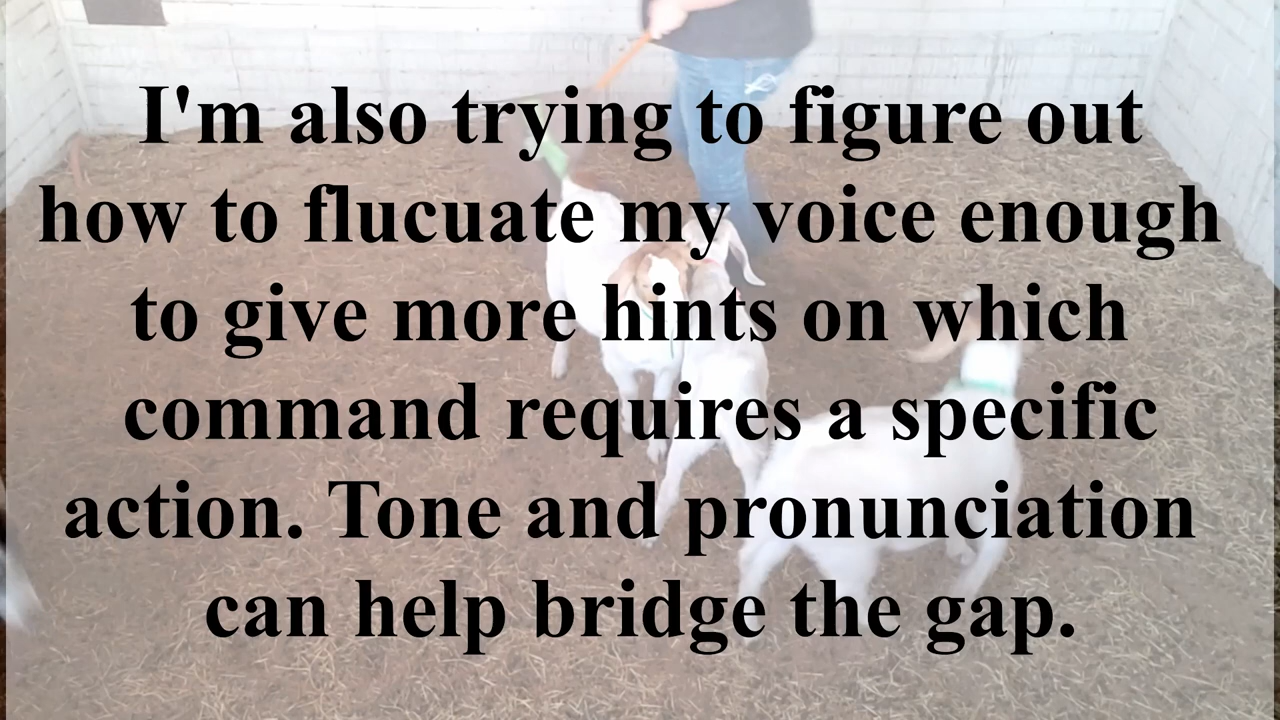 I'm also trying to figure out
how to flucuate my voice enough
to give more hints on which
command requires a specific
action. Tone and pronunciation
can help bridge the gap.